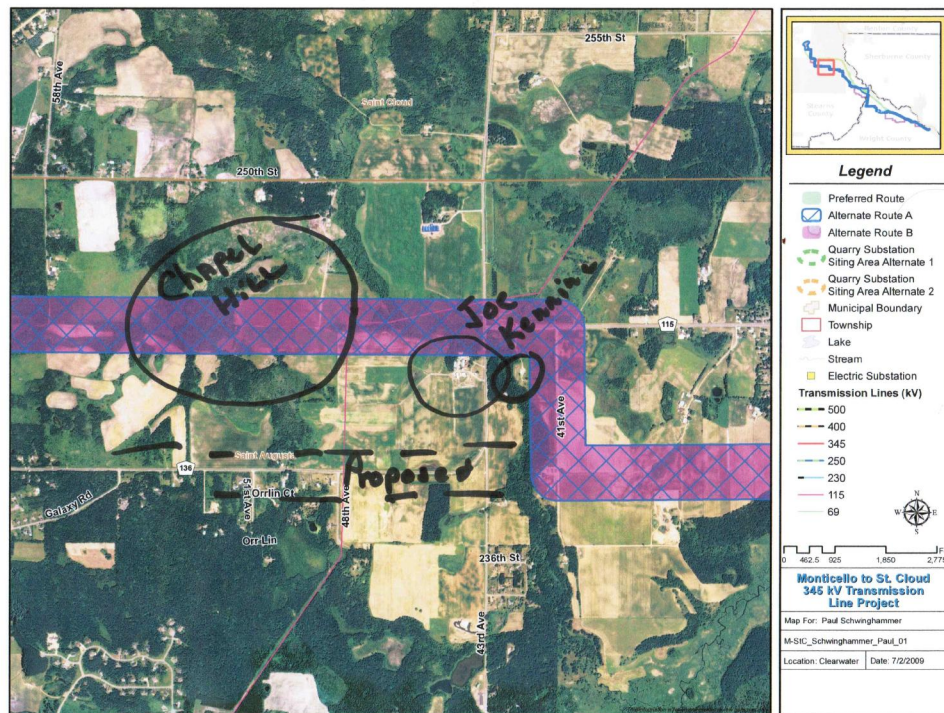 255th St
58th Ave
Saint Cloud
250th St
Chapel
Hill
Joe
Kenning
115
41st Ave
Saint August
136
Proposed
51st Ave
Orrlin Ct
48th Ave
Galaxy Rd
Orr-Lin
236th St
43rd Ave
Legend
Preferred Route
Alternate Route A
Alternate Route B
Quarry Substation
Siting Area Alternate 1
Quarry Substation
Siting Area Alternate 2
Municipal Boundary
Township
Lake
Stream
Electric Substation
Transmission Lines (kV)
500
400
345
250
230
115
69
N
W E
S
0 462.5 925 1,850 2,775
Monticello to St. Cloud
345 kV Transmission
Line Project
Map For: Paul Schwinghammer
M-StC_Schwinghammer_Paul_01
Location: Clearwater Date: 7/2/2009